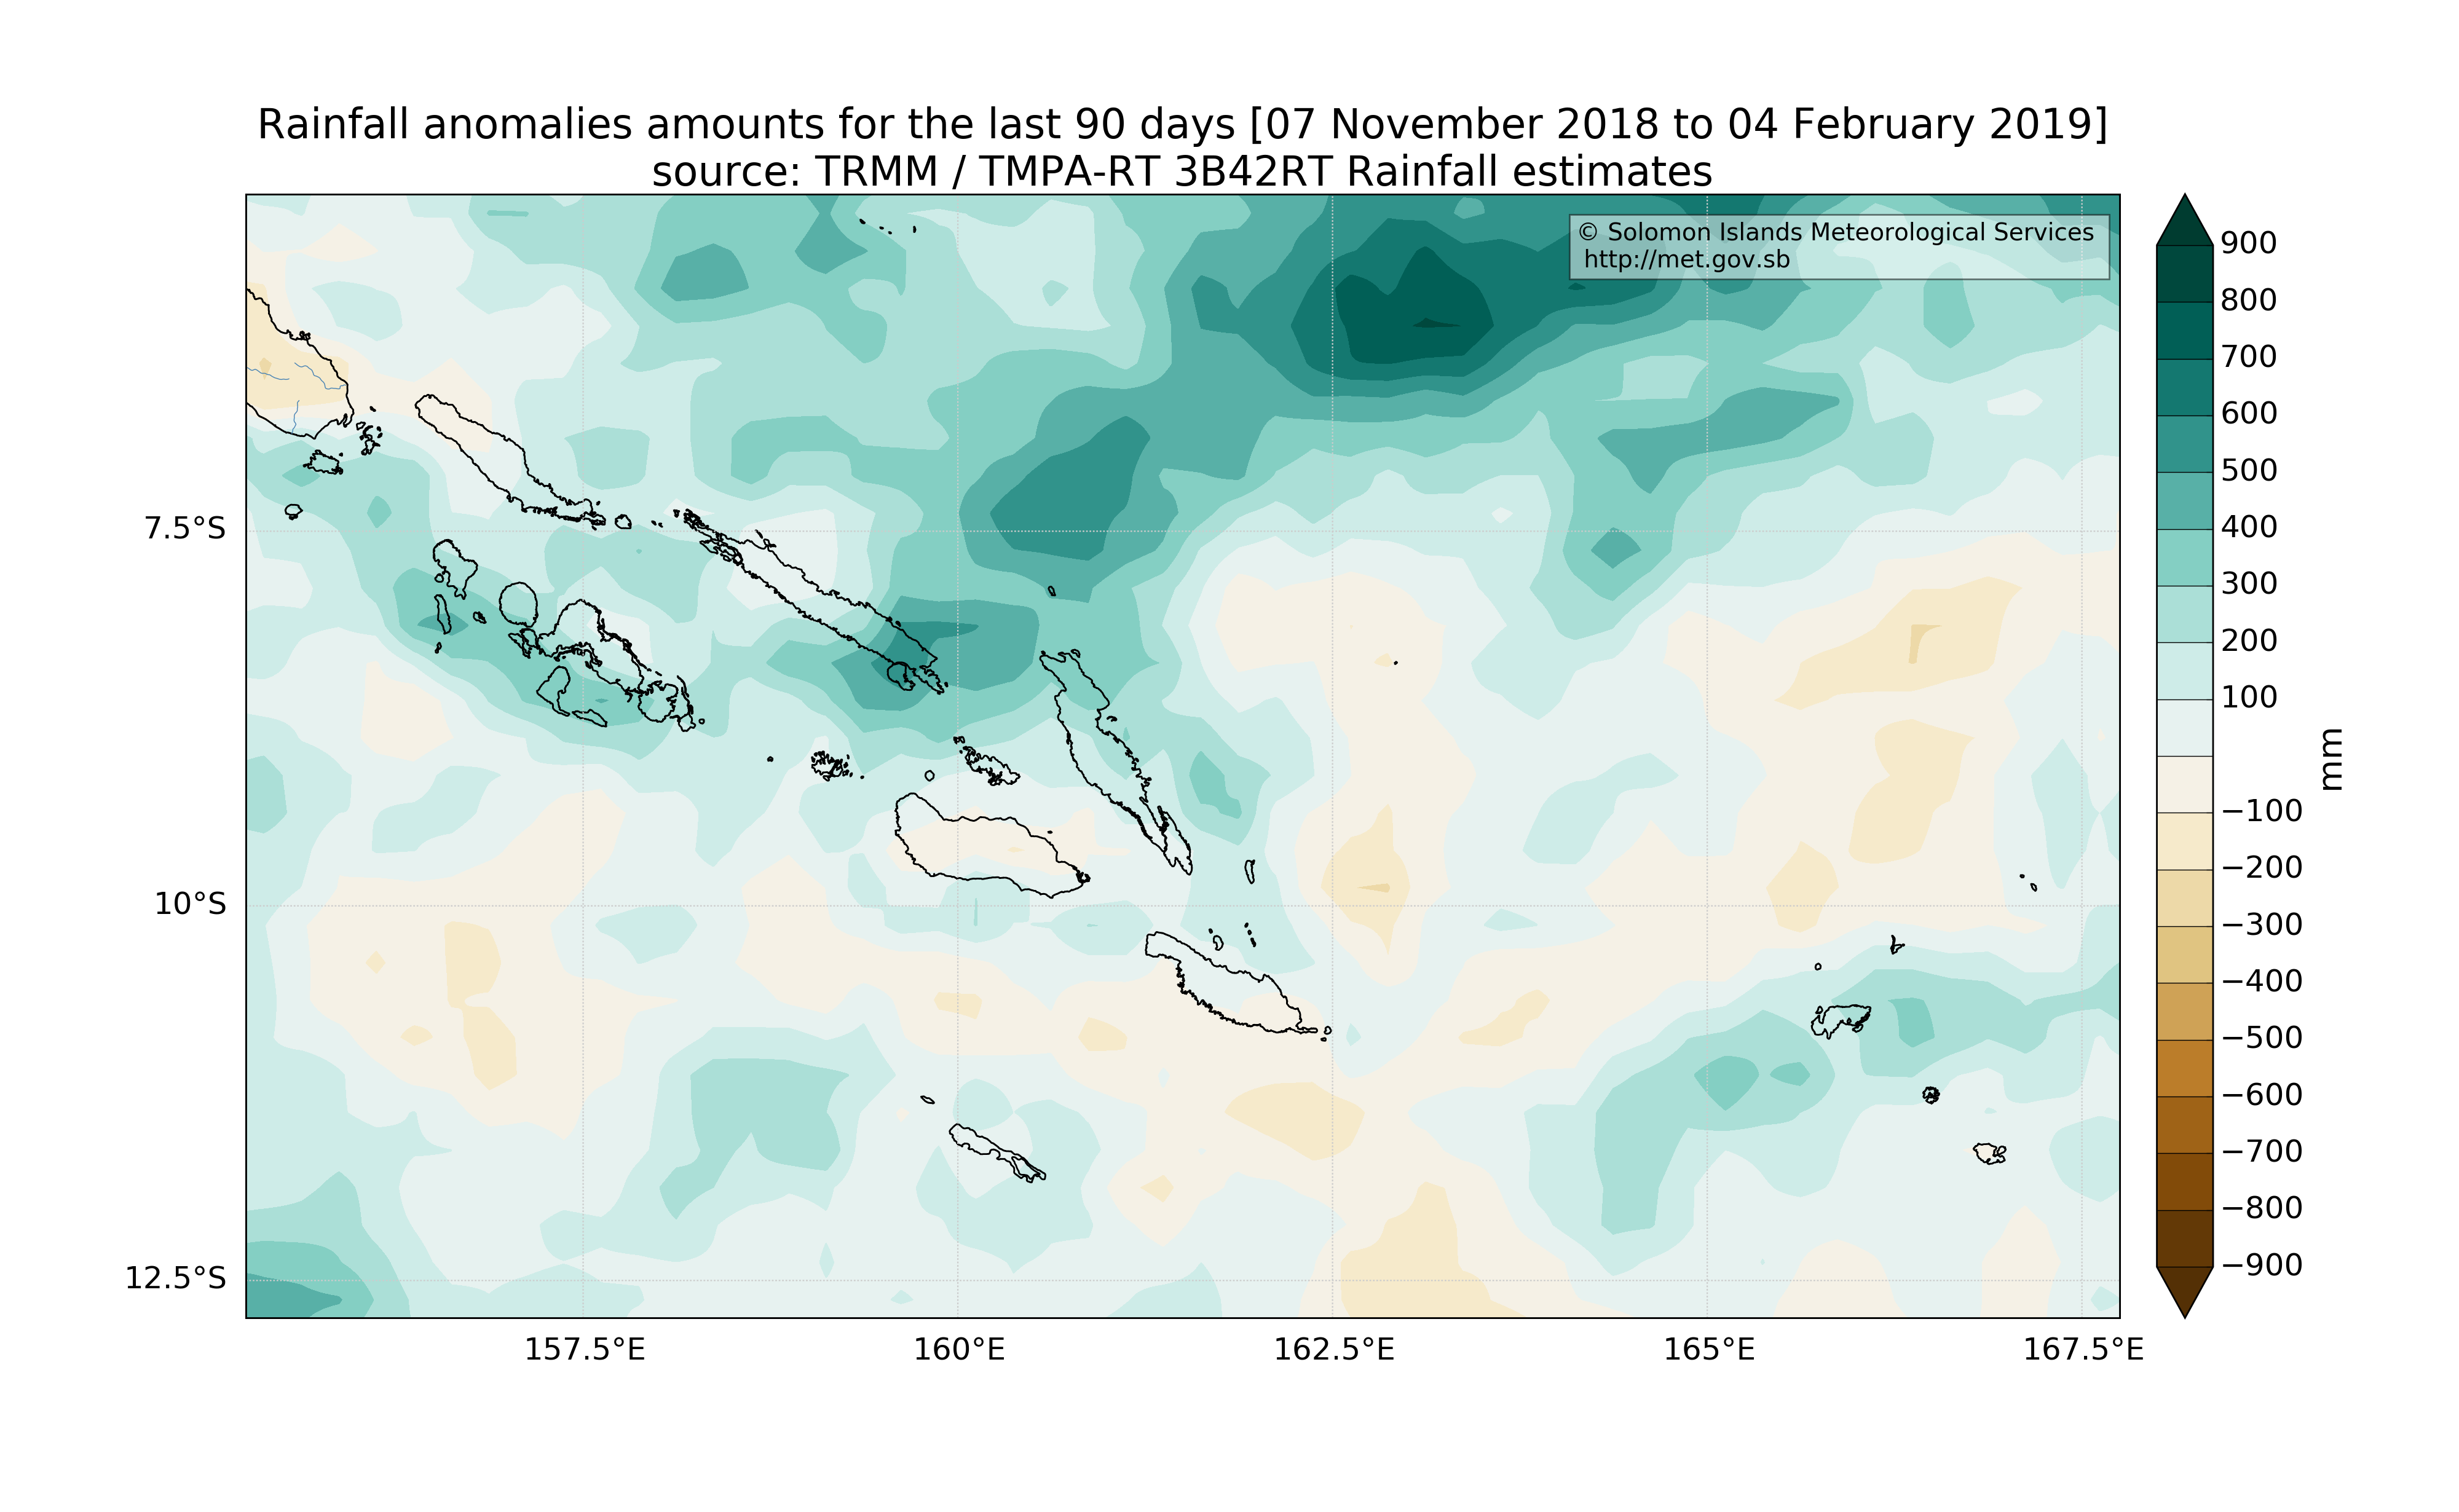 Rainfall anomalies amounts for the last 90 days [07 November 2018 to 04 February 2019]
source: TRMM / TMPA-RT 3B42RT Rainfall estimates
© Solomon Islands Meteorological Services
http://met.gov.sb
7.5°S
10°S
12.5°S
157.5°E
160°E
162.5°E
165°E
167.5°E
900
800
700
600
500
400
300
200
100
−100
−200
−300
−400
−500
−600
−700
−800
−900
mm